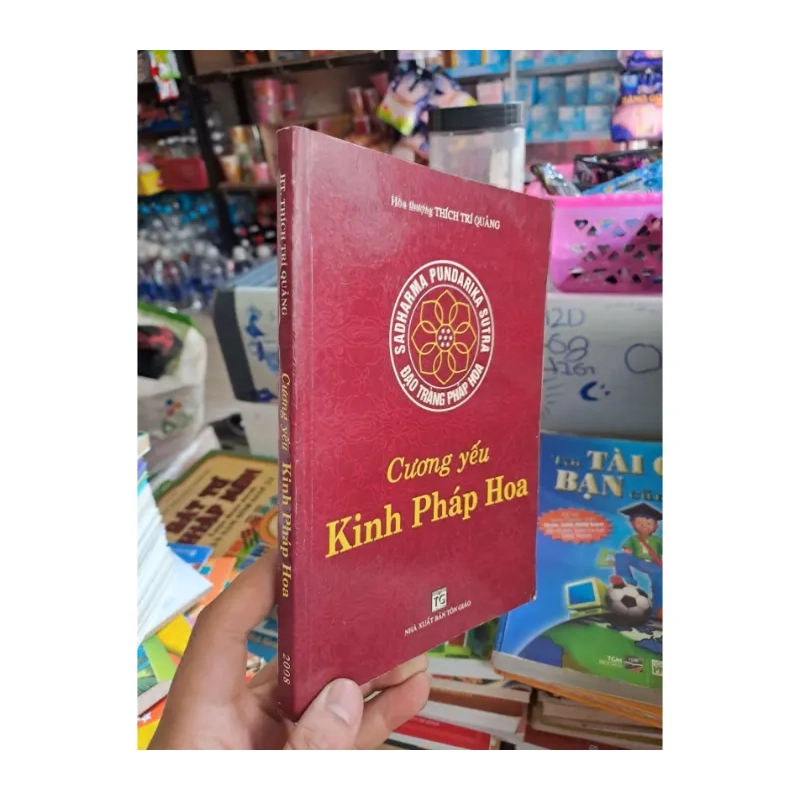 Hòa thượng THÍCH TRÍ QUẢNG
SADHARMA PUNDARIKA SUTRA
ĐẠO TRÀNG PHÁP HOA
Cương yếu
Kinh Pháp Hoa
TG
NHÀ XUẤT BẢN TÔN GIÁO
HT. THÍCH TRÍ QUẢNG
Cương yếu Kinh Pháp Hoa
2008
TÀI
BẠN